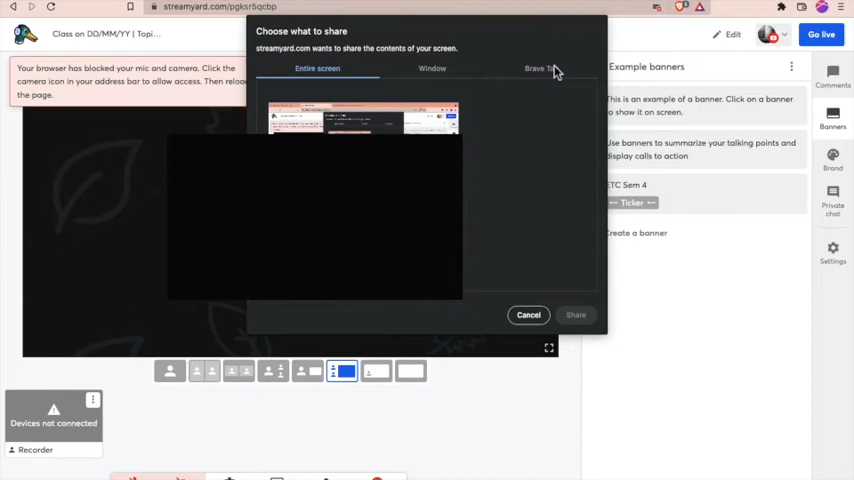 streamyard.com/pgksr5qcbp
Class on DD/MM/YY | Topi...
Edit
Go live
Your browser has blocked your mic and camera. Click the
camera icon in your address bar to allow access. Then reload
the page.
Choose what to share
streamyard.com wants to share the contents of your screen.
Entire screen
Window
Brave
Cancel
Share
Example banners
This is an example of a banner. Click on a banner
to show it on screen.
Use banners to summarize your talking points and
display calls to action
ETC Sem 4
Ticker
Create a banner
Comments
Banners
Brand
Private
chat
Settings
Devices not connected
Recorder